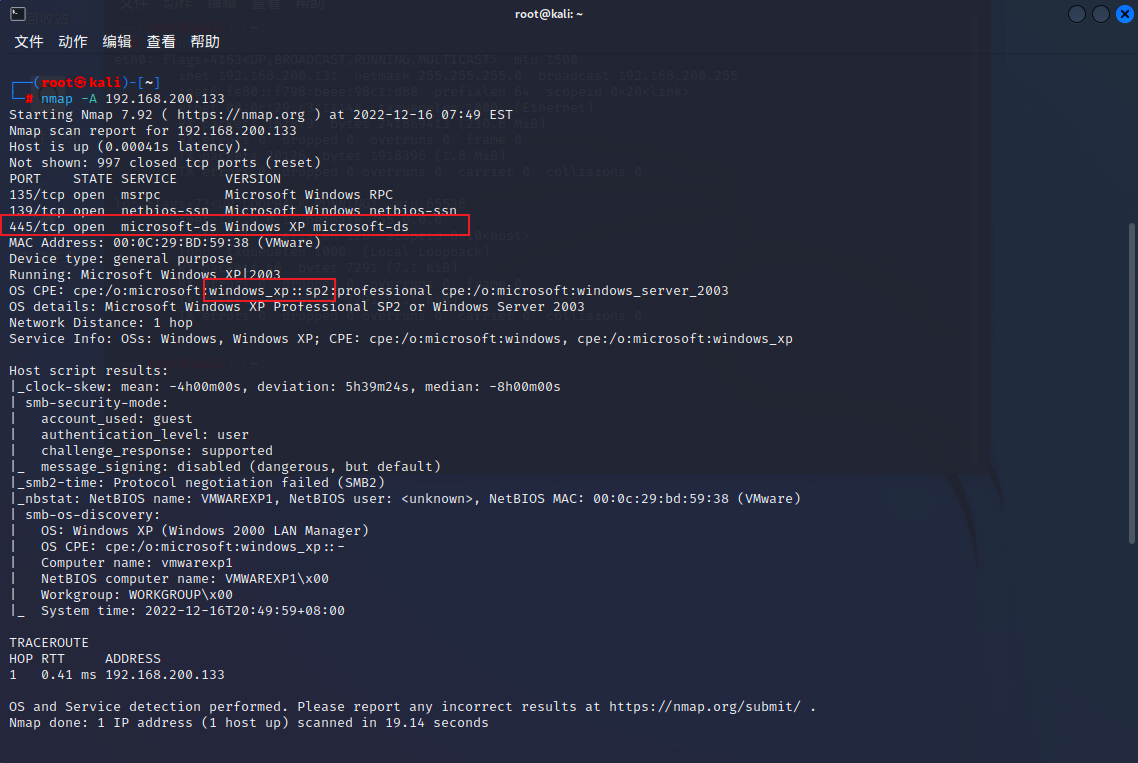 root@kali: ~
文件 动作 编辑 查看 帮助
┌──(root㉿kali)-[~]
└─# nmap -A 192.168.200.133
Starting Nmap 7.92 ( https://nmap.org ) at 2022-12-16 07:49 EST
Nmap scan report for 192.168.200.133
Host is up (0.00041s latency).
Not shown: 997 closed tcp ports (reset)
PORT    STATE SERVICE      VERSION
135/tcp open  msrpc        Microsoft Windows RPC
139/tcp open  netbios-ssn  Microsoft Windows netbios-ssn
445/tcp open  microsoft-ds Windows XP microsoft-ds
MAC Address: 00:0C:29:BD:59:38 (VMware)
Device type: general purpose
Running: Microsoft Windows XP|2003
OS CPE: cpe:/o:microsoft:windows_xp::sp2:professional cpe:/o:microsoft:windows_server_2003
OS details: Microsoft Windows XP Professional SP2 or Windows Server 2003
Network Distance: 1 hop
Service Info: OSs: Windows, Windows XP; CPE: cpe:/o:microsoft:windows, cpe:/o:microsoft:windows_xp
Host script results:
|_clock-skew: mean: -4h00m00s, deviation: 5h39m24s, median: -8h00m00s
| smb-security-mode:
|   account_used: guest
|   authentication_level: user
|   challenge_response: supported
|_  message_signing: disabled (dangerous, but default)
|_smb2-time: Protocol negotiation failed (SMB2)
|_nbstat: NetBIOS name: VMWAREXP1, NetBIOS user: <unknown>, NetBIOS MAC: 00:0c:29:bd:59:38 (VMware)
| smb-os-discovery:
|   OS: Windows XP (Windows 2000 LAN Manager)
|   OS CPE: cpe:/o:microsoft:windows_xp::-
|   Computer name: vmwarexp1
|   NetBIOS computer name: VMWAREXP1\x00
|   Workgroup: WORKGROUP\x00
|_  System time: 2022-12-16T20:49:59+08:00
TRACEROUTE
HOP RTT     ADDRESS
1   0.41 ms 192.168.200.133
OS and Service detection performed. Please report any incorrect results at https://nmap.org/submit/ .
Nmap done: 1 IP address (1 host up) scanned in 19.14 seconds